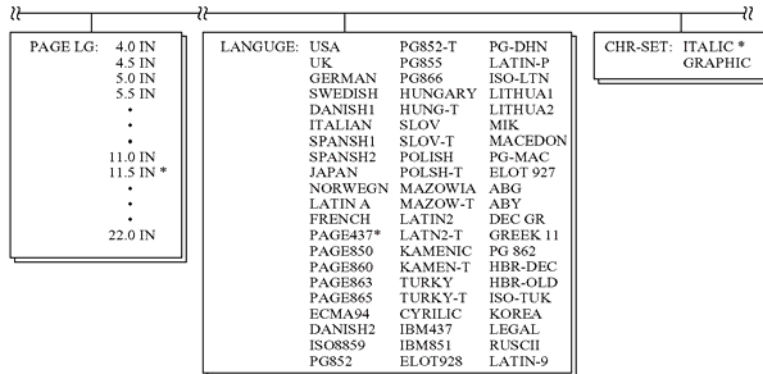 PAGE LG: 4.0 IN
4.5 IN
5.0 IN
5.5 IN
•
•
•
11.0 IN
11.5 IN *
•
•
•
22.0 IN
LANGUGE: USA PG852-T PG-DHN
UK PG855 LATIN-P
GERMAN PG866 ISO-LTN
SWEDISH HUNGARY LITHUA1
DANISH1 HUNG-T LITHUA2
ITALIAN SLOV MIK
SPANSH1 SLOV-T MACEDON
SPANSH2 POLISH PG-MAC
JAPAN POLSH-T ELOT 927
NORWEGN MAZOWIA ABG
LATIN A MAZOW-T ABY
FRENCH LATIN2 DEC GR
PAGE437* LATN2-T GREEK 11
PAGE850 KAMENIC PG 862
PAGE860 KAMEN-T HBR-DEC
PAGE863 TURKY HBR-OLD
PAGE865 TURKY-T ISO-TUK
ECMA94 CYRILIC KOREA
DANISH2 IBM437 LEGAL
ISO8859 IBM851 RUSCII
PG852 ELOT928 LATIN-9
CHR-SET: ITALIC *
GRAPHIC